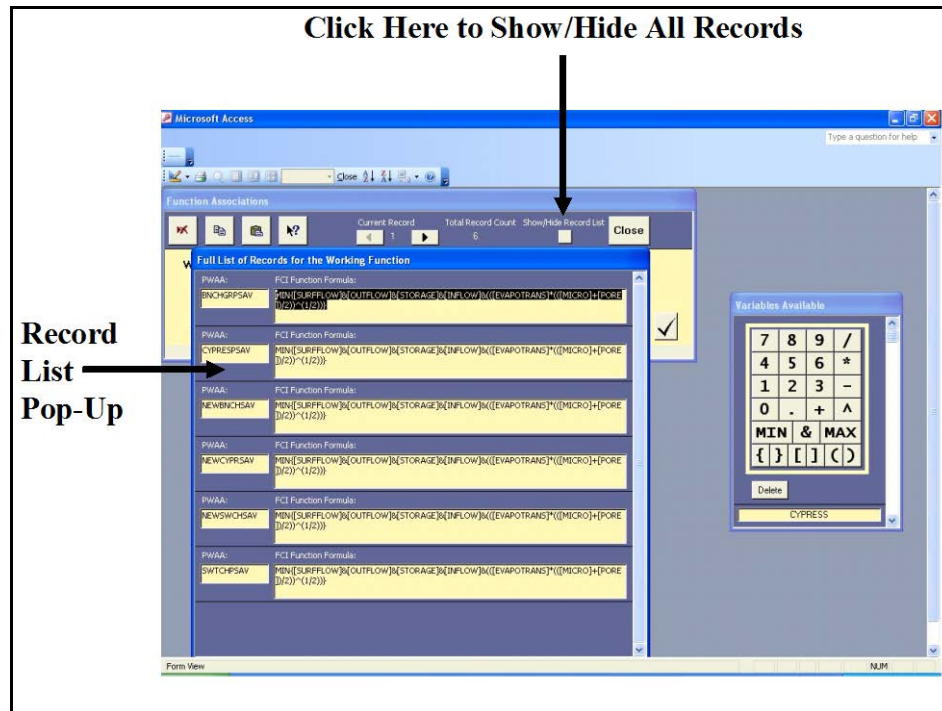 Click Here to Show/Hide All Records
Microsoft Access
Type a question for help
Close
Function Associations
Current Record
Total Record Count
Show/Hide Record List
Close
1
6
Full List of Records for the Working Function
PWAA:
FCI Function Formula:
BNCHGRPSAV
MIN{[SURFFLOW]&[OUTFLOW]&[STORAGE]&[INFLOW]&(([EVAPOTRANS]*(([MICRO]+[PORE
])/2))^(1/2))}
PWAA:
FCI Function Formula:
CYPRESPSAV
MIN{[SURFFLOW]&[OUTFLOW]&[STORAGE]&[INFLOW]&(([EVAPOTRANS]*(([MICRO]+[PORE
])/2))^(1/2))}
PWAA:
FCI Function Formula:
NEWBNCHSAV
MIN{[SURFFLOW]&[OUTFLOW]&[STORAGE]&[INFLOW]&(([EVAPOTRANS]*(([MICRO]+[PORE
])/2))^(1/2))}
PWAA:
FCI Function Formula:
NEWCYPRSAV
MIN{[SURFFLOW]&[OUTFLOW]&[STORAGE]&[INFLOW]&(([EVAPOTRANS]*(([MICRO]+[PORE
])/2))^(1/2))}
PWAA:
FCI Function Formula:
NEWSWCHSAV
MIN{[SURFFLOW]&[OUTFLOW]&[STORAGE]&[INFLOW]&(([EVAPOTRANS]*(([MICRO]+[PORE
])/2))^(1/2))}
PWAA:
FCI Function Formula:
SWTCHPSAV
MIN{[SURFFLOW]&[OUTFLOW]&[STORAGE]&[INFLOW]&(([EVAPOTRANS]*(([MICRO]+[PORE
])/2))^(1/2))}
Record
List
Pop-Up
Variables Available
7 8 9 /
4 5 6 *
1 2 3 -
0 . + ^
MIN & MAX
{ } [ ] ( )
Delete
CYPRESS
Form View
NUM